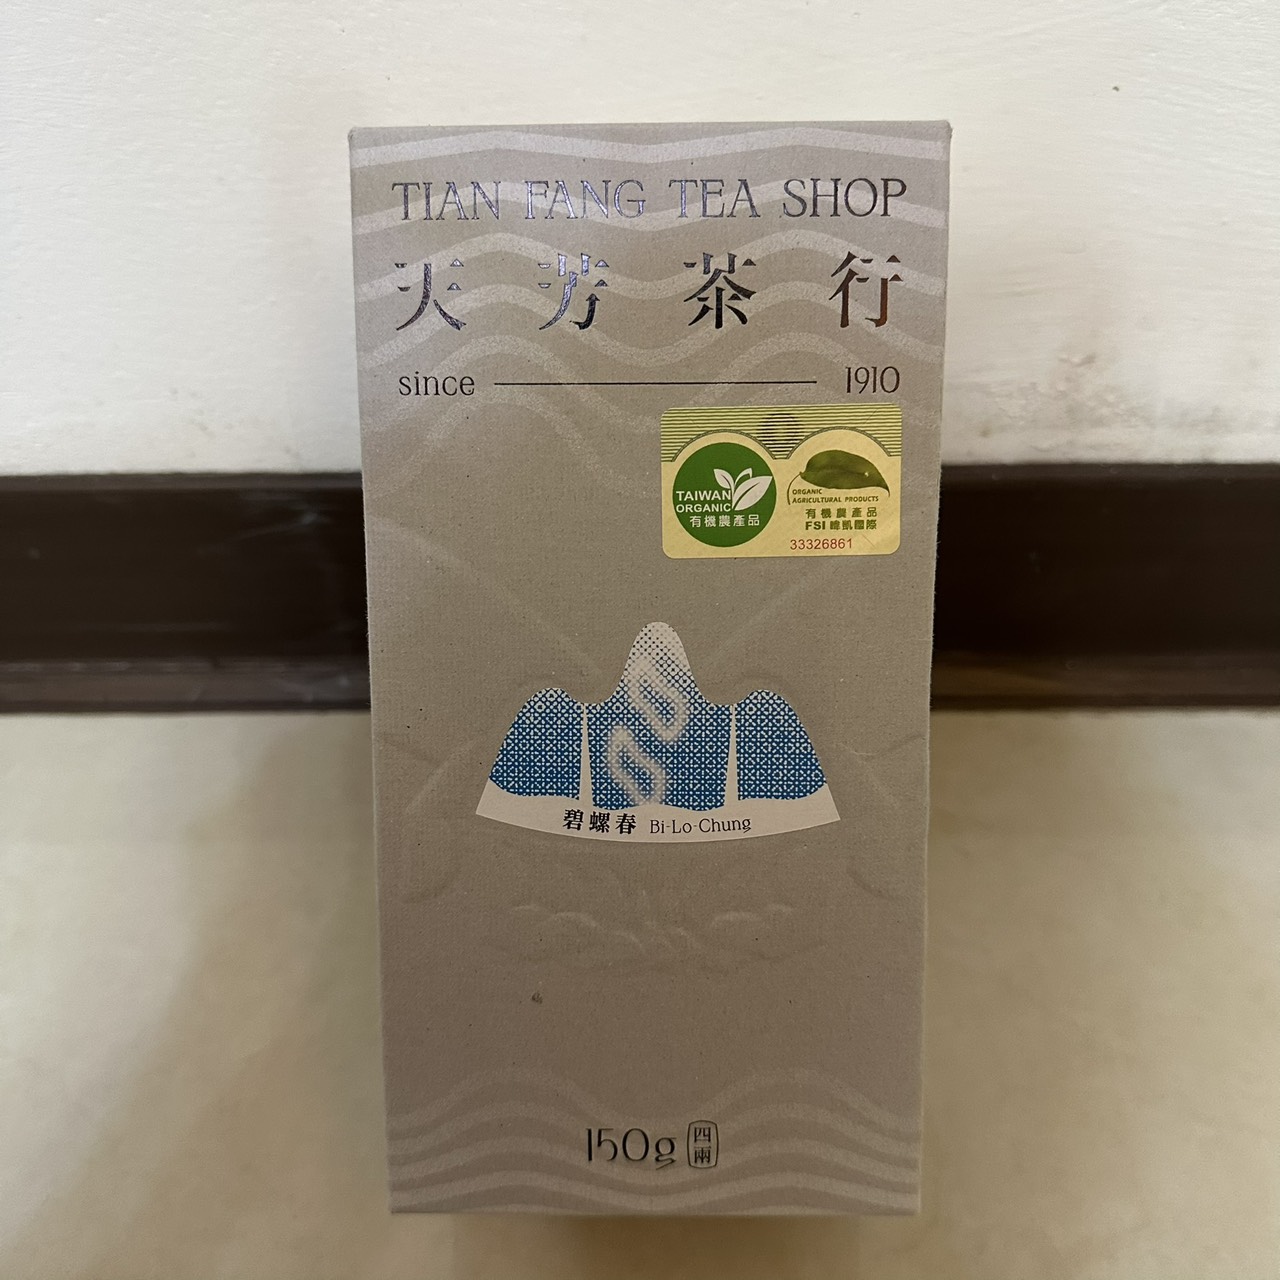 TIAN FANG TEA SHOP
天芳茶行
since 1910
TAIWAN
ORGANIC
有機農產品
ORGANIC
AGRICULTURAL PRODUCTS
有機農產品
FSI 暐凱國際
33326861
碧螺春 Bi-Lo-Chung
150g 四兩